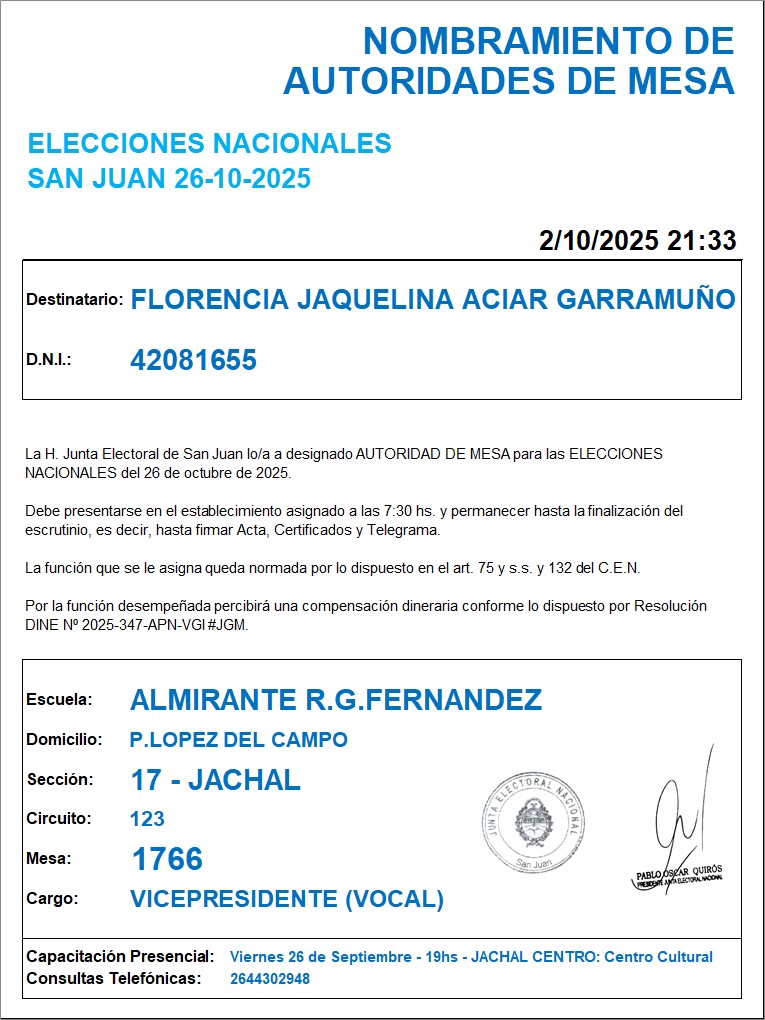 NOMBRAMIENTO DE
AUTORIDADES DE MESA
ELECCIONES NACIONALES
SAN JUAN 26-10-2025
2/10/2025 21:33
Destinatario: FLORENCIA JAQUELINA ACIAR GARRAMUÑO
D.N.I.: 42081655
La H. Junta Electoral de San Juan lo/a a designado AUTORIDAD DE MESA para las ELECCIONES
NACIONALES del 26 de octubre de 2025.
Debe presentarse en el establecimiento asignado a las 7:30 hs. y permanecer hasta la finalización del
escrutinio, es decir, hasta firmar Acta, Certificados y Telegrama.
La función que se le asigna queda normada por lo dispuesto en el art. 75 y s.s. y 132 del C.E.N.
Por la función desempeñada percibirá una compensación dineraria conforme lo dispuesto por Resolución
DINE Nº 2025-347-APN-VGI#JGM.
Escuela: ALMIRANTE R.G.FERNANDEZ
Domicilio: P.LOPEZ DEL CAMPO
Sección: 17 - JACHAL
Circuito: 123
Mesa: 1766
Cargo: VICEPRESIDENTE (VOCAL)
JUNTA ELECTORAL NACIONAL
San Juan
PABLO OSCAR QUIRÓS
PRESIDENTE JUNTA ELECTORAL NACIONAL
Capacitación Presencial: Viernes 26 de Septiembre - 19hs - JACHAL CENTRO: Centro Cultural
Consultas Telefónicas: 2644302948